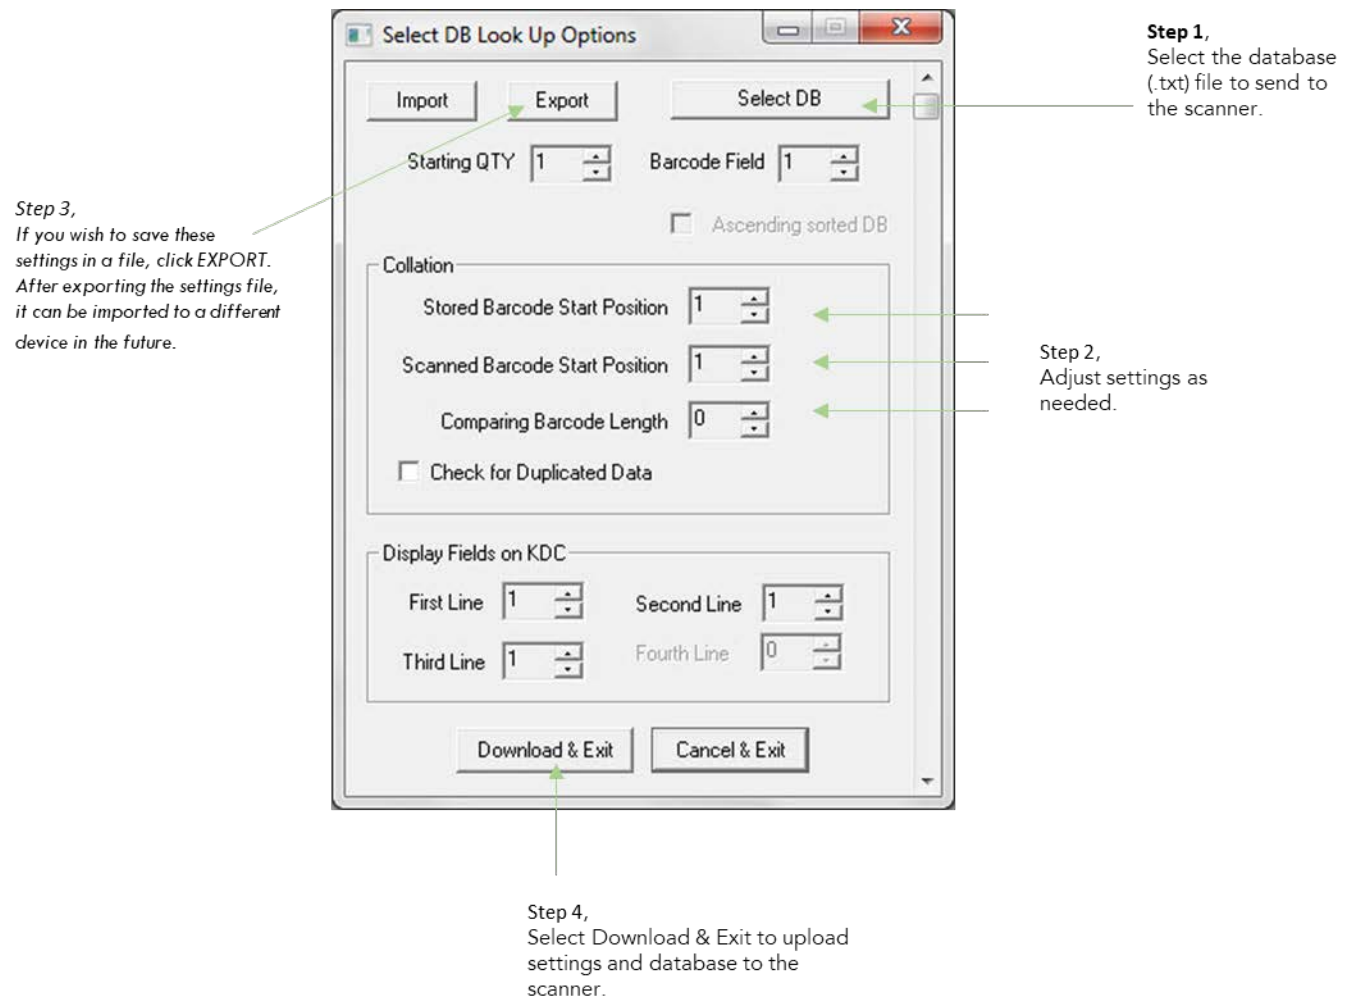 Select DB Look Up Options
Step 1,
Select the database
(.txt) file to send to
the scanner.
Import
Export
Select DB
Starting QTY 1
Barcode Field 1
Ascending sorted DB
Step 3,
If you wish to save these
settings in a file, click EXPORT.
After exporting the settings file,
it can be imported to a different
device in the future.
Collation
Stored Barcode Start Position 1
Scanned Barcode Start Position 1
Comparing Barcode Length 0
Check for Duplicated Data
Step 2,
Adjust settings as
needed.
Display Fields on KDC
First Line 1
Second Line 1
Third Line 1
Fourth Line 0
Download & Exit
Cancel & Exit
Step 4,
Select Download & Exit to upload
settings and database to the
scanner.